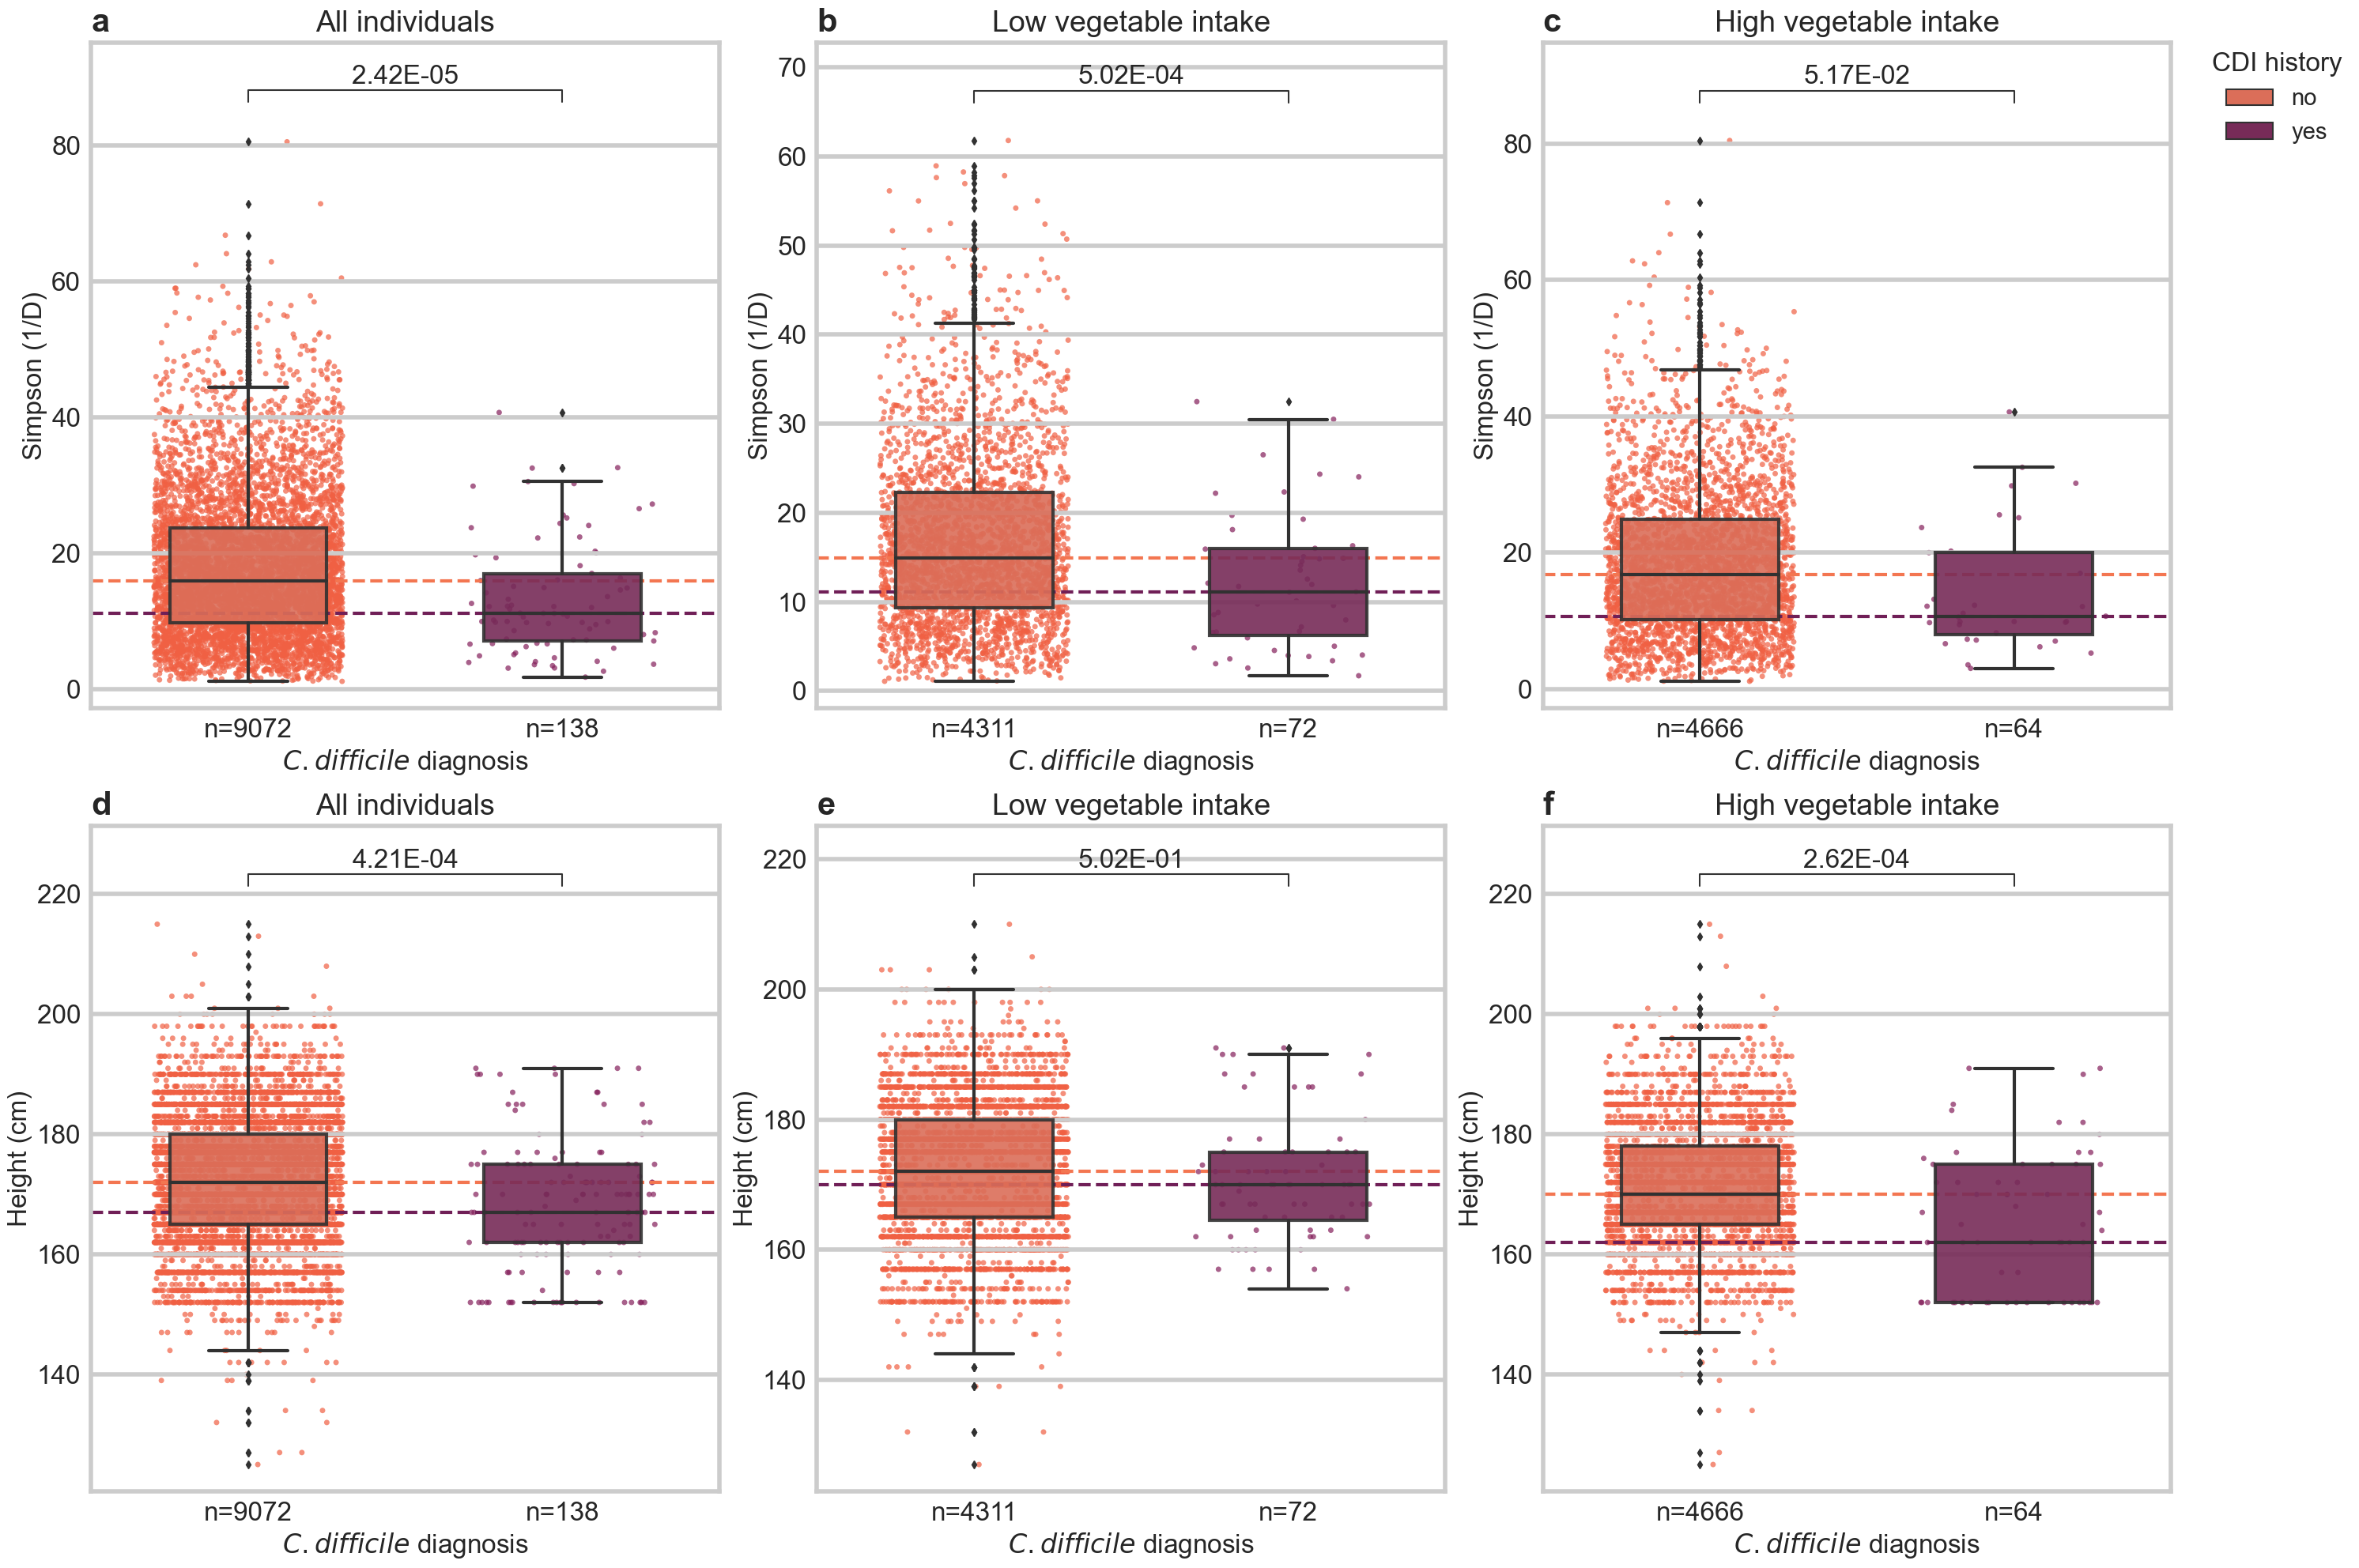 a All individuals
2.42E-05
80
60
40
20
0
Simpson (1/D)
n=9072 n=138
C. difficile diagnosis
b Low vegetable intake
5.02E-04
70
60
50
40
30
20
10
0
Simpson (1/D)
n=4311 n=72
C. difficile diagnosis
c High vegetable intake
5.17E-02
80
60
40
20
0
Simpson (1/D)
n=4666 n=64
C. difficile diagnosis
CDI history
no
yes
d All individuals
4.21E-04
220
200
180
160
140
Height (cm)
n=9072 n=138
C. difficile diagnosis
e Low vegetable intake
5.02E-01
220
200
180
160
140
Height (cm)
n=4311 n=72
C. difficile diagnosis
f High vegetable intake
2.62E-04
220
200
180
160
140
Height (cm)
n=4666 n=64
C. difficile diagnosis